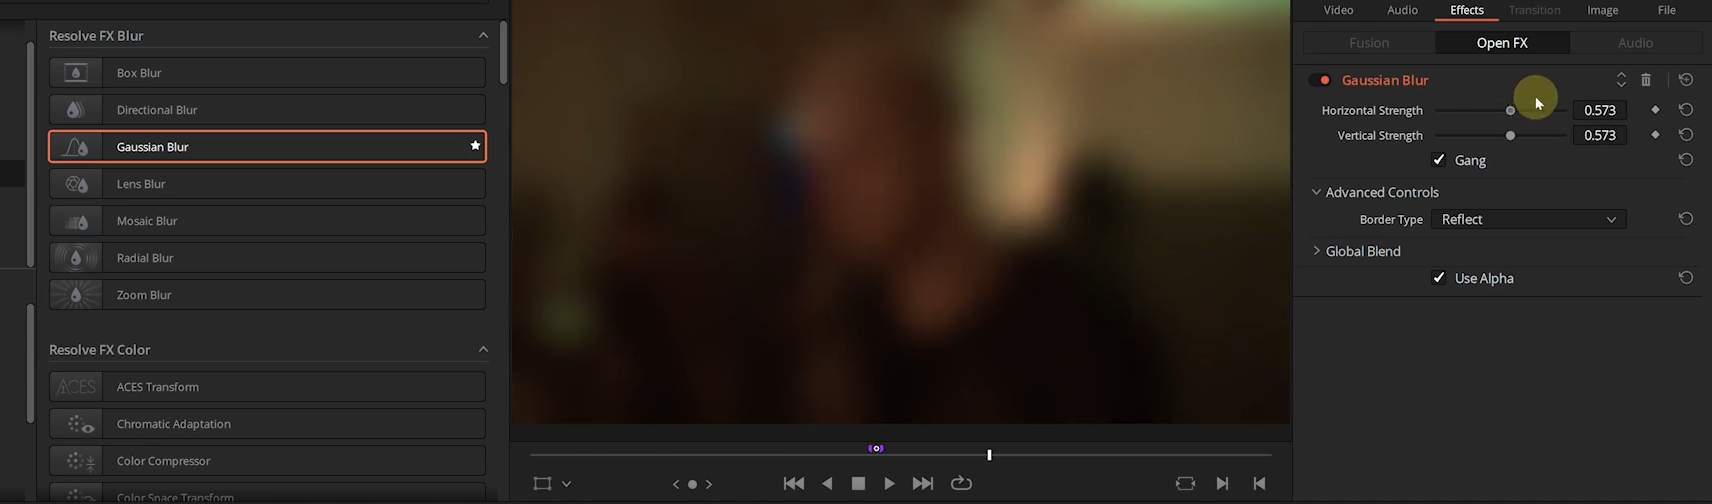 Resolve FX Blur
Box Blur
Directional Blur
Gaussian Blur
Lens Blur
Mosaic Blur
Radial Blur
Zoom Blur
Resolve FX Color
ACES Transform
Chromatic Adaptation
Color Compressor
Color Space Transform
Video Audio Effects Transition Image File
Fusion Open FX Audio
Gaussian Blur
Horizontal Strength 0.573
Vertical Strength 0.573
Gang
Advanced Controls
Border Type Reflect
Global Blend
Use Alpha